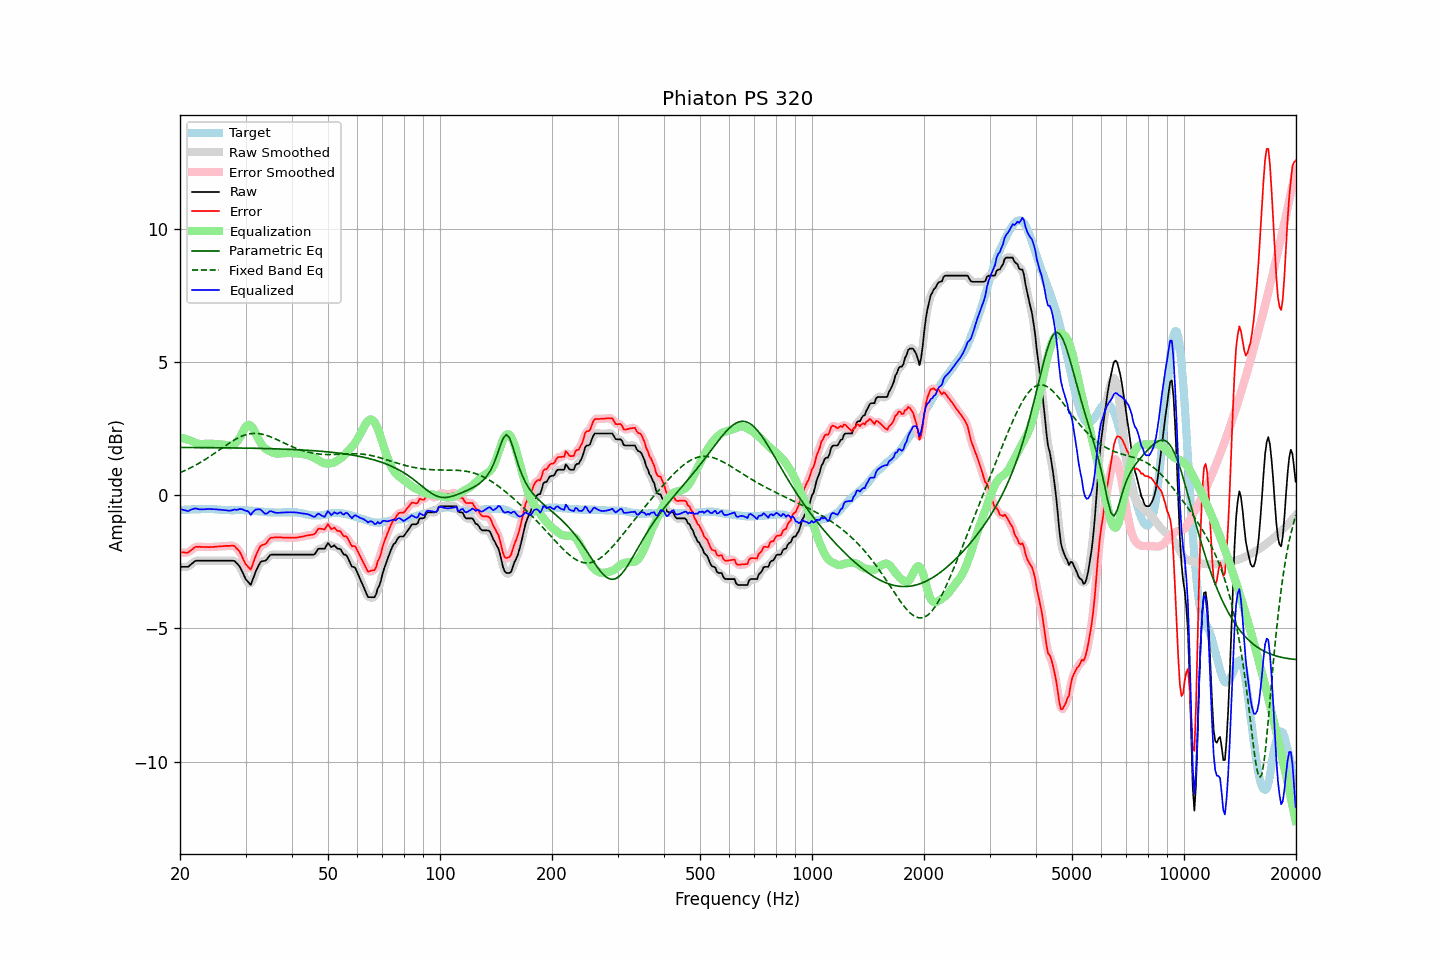 Phiaton PS 320
Target
Raw Smoothed
Error Smoothed
Raw
Error
Equalization
Parametric Eq
Fixed Band Eq
Equalized
Amplitude (dBr)
10
5
0
−5
−10
20 50 100 200 500 1000 2000 5000 10000 20000
Frequency (Hz)